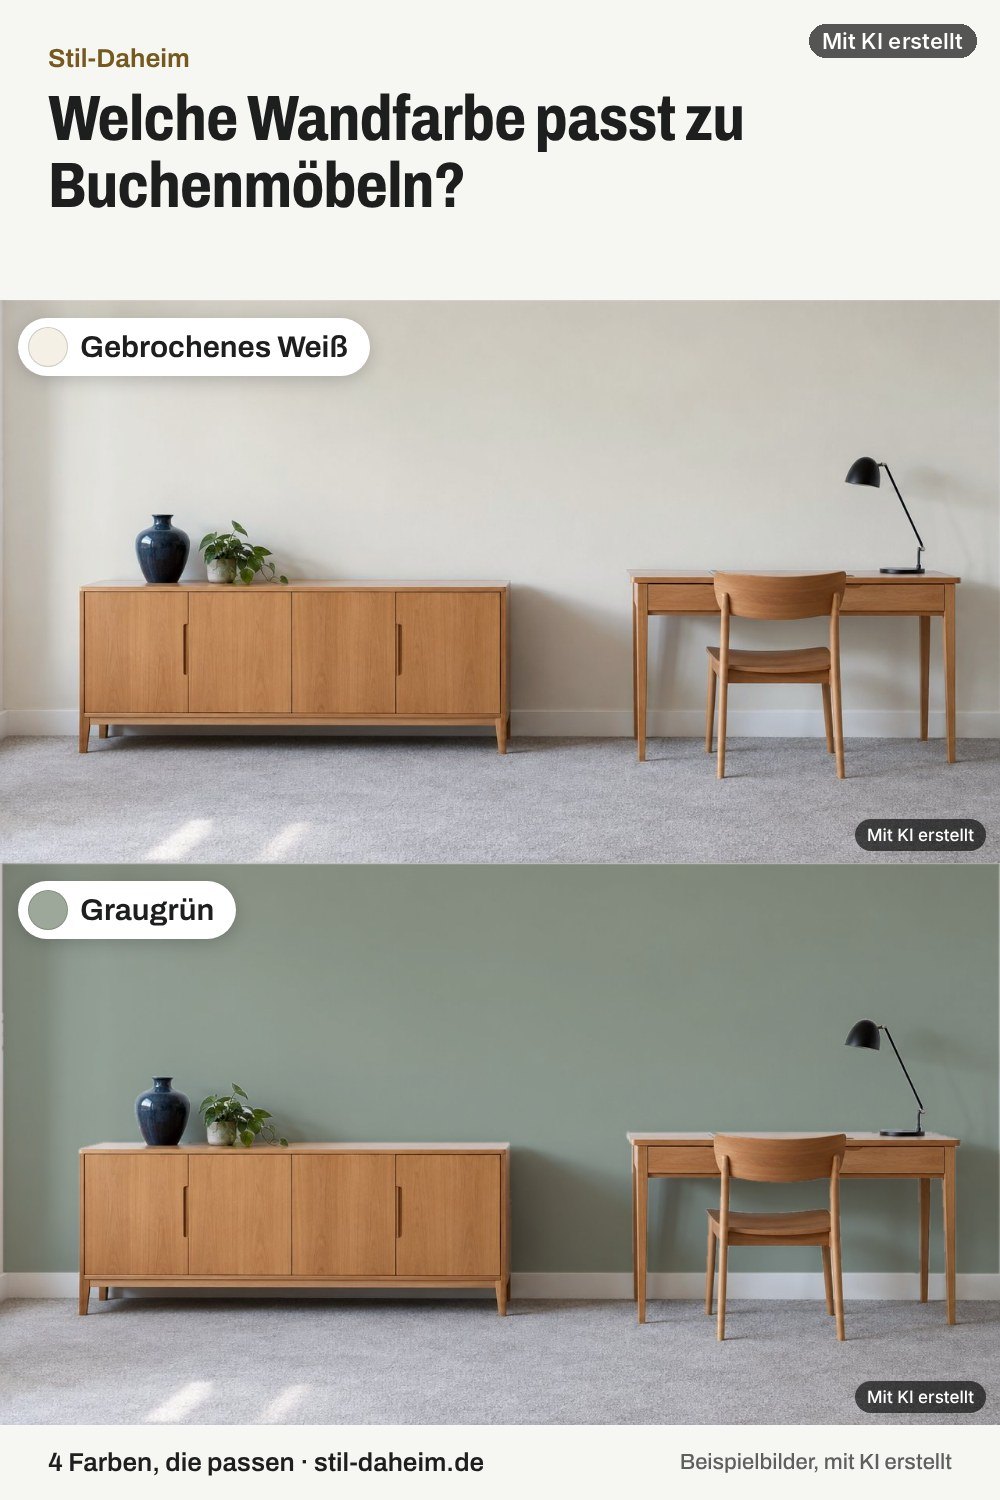 Mit KI erstellt
Stil-Daheim
Welche Wandfarbe passt zu
Buchenmöbeln?
Gebrochenes Weiß
Mit KI erstellt
Graugrün
Mit KI erstellt
4 Farben, die passen · stil-daheim.de
Beispielbilder, mit KI erstellt